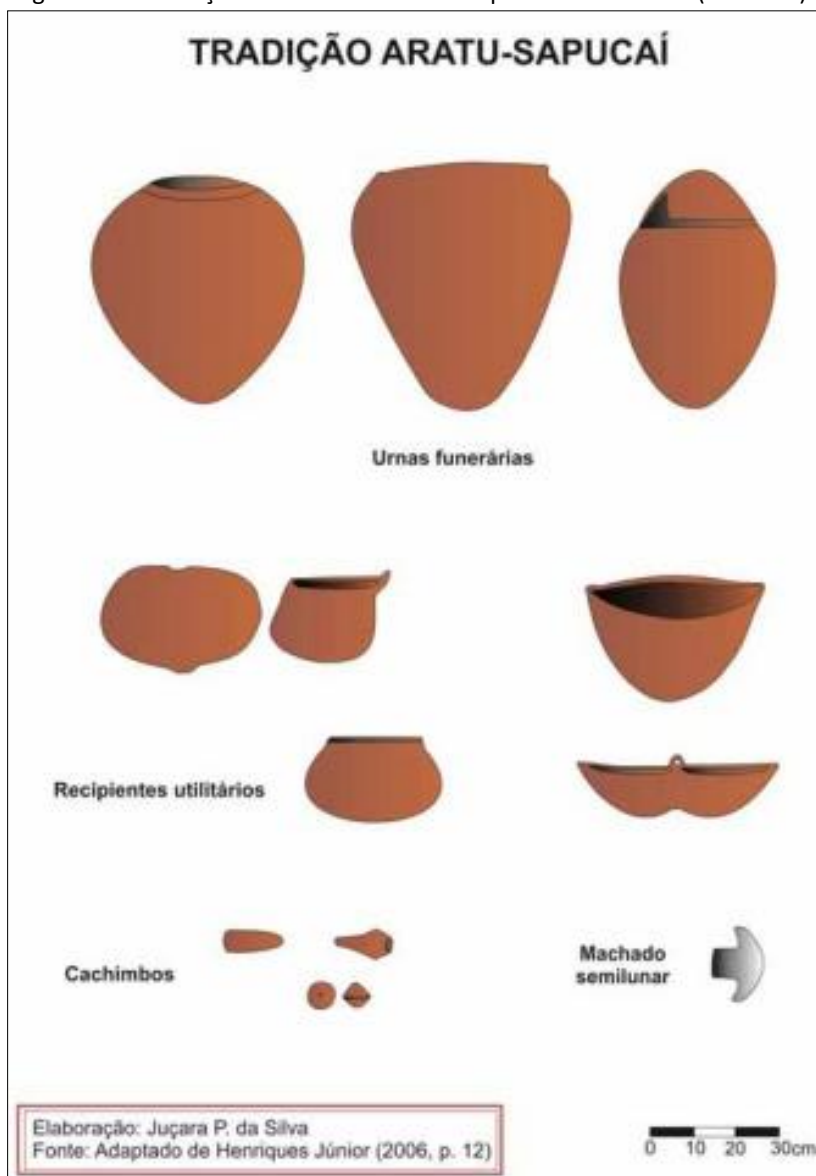 TRADIÇÃO ARATU-SAPUCAÍ
Urnas funerárias
Recipientes utilitários
Cachimbos
Machado
semilunar
Elaboração: Juçara P. da Silva
Fonte: Adaptado de Henriques Júnior (2006, p. 12)
0 10 20 30cm